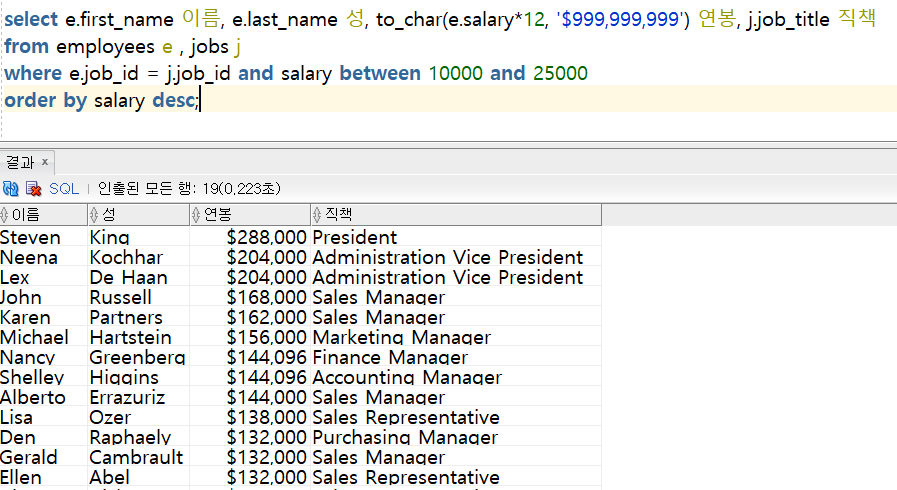 select e.first_name 이름, e.last_name 성, to_char(e.salary*12, '$999,999,999') 연봉, j.job_title 직책
from employees e , jobs j
where e.job_id = j.job_id and salary between 10000 and 25000
order by salary desc;
결과 x
SQL | 인출된 모든 행: 19(0,223초)
이름 성 연봉 직책
Steven King $288,000 President
Neena Kochhar $204,000 Administration Vice President
Lex De Haan $204,000 Administration Vice President
John Russell $168,000 Sales Manager
Karen Partners $162,000 Sales Manager
Michael Hartstein $156,000 Marketing Manager
Nancy Greenberg $144,096 Finance Manager
Shelley Higgins $144,096 Accounting Manager
Alberto Errazuriz $144,000 Sales Manager
Lisa Ozer $138,000 Sales Representative
Den Raphaely $132,000 Purchasing Manager
Gerald Cambrault $132,000 Sales Manager
Ellen Abel $132,000 Sales Representative